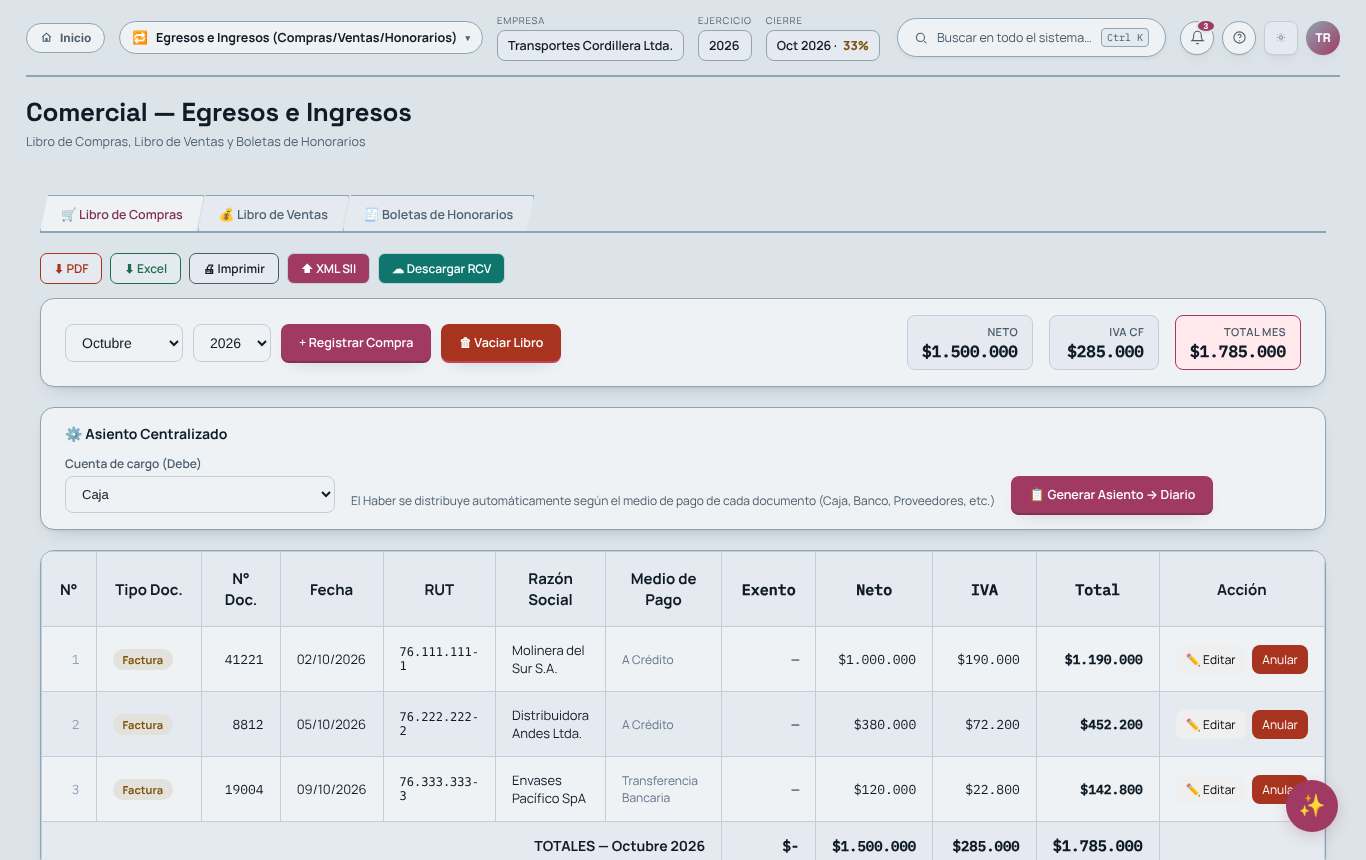 Inicio
Egresos e Ingresos (Compras/Ventas/Honorarios)
EMPRESA
Transportes Cordillera Ltda.
EJERCICIO
2026
CIERRE
Oct 2026 · 33%
Buscar en todo el sistema... Ctrl K
3
TR
Comercial — Egresos e Ingresos
Libro de Compras, Libro de Ventas y Boletas de Honorarios
Libro de Compras
Libro de Ventas
Boletas de Honorarios
PDF
Excel
Imprimir
XML SII
Descargar RCV
Octubre
2026
+ Registrar Compra
Vaciar Libro
NETO
$1.500.000
IVA CF
$285.000
TOTAL MES
$1.785.000
Asiento Centralizado
Cuenta de cargo (Debe)
Caja
El Haber se distribuye automáticamente según el medio de pago de cada documento (Caja, Banco, Proveedores, etc.)
Generar Asiento → Diario
N° Tipo Doc. N° Doc. Fecha RUT Razón Social Medio de Pago Exento Neto IVA Total Acción
1 Factura 41221 02/10/2026 76.111.111-1 Molinera del Sur S.A. A Crédito — $1.000.000 $190.000 $1.190.000 Editar Anular
2 Factura 8812 05/10/2026 76.222.222-2 Distribuidora Andes Ltda. A Crédito — $380.000 $72.200 $452.200 Editar Anular
3 Factura 19004 09/10/2026 76.333.333-3 Envases Pacífico SpA Transferencia Bancaria — $120.000 $22.800 $142.800 Editar Anular
TOTALES — Octubre 2026 $- $1.500.000 $285.000 $1.785.000